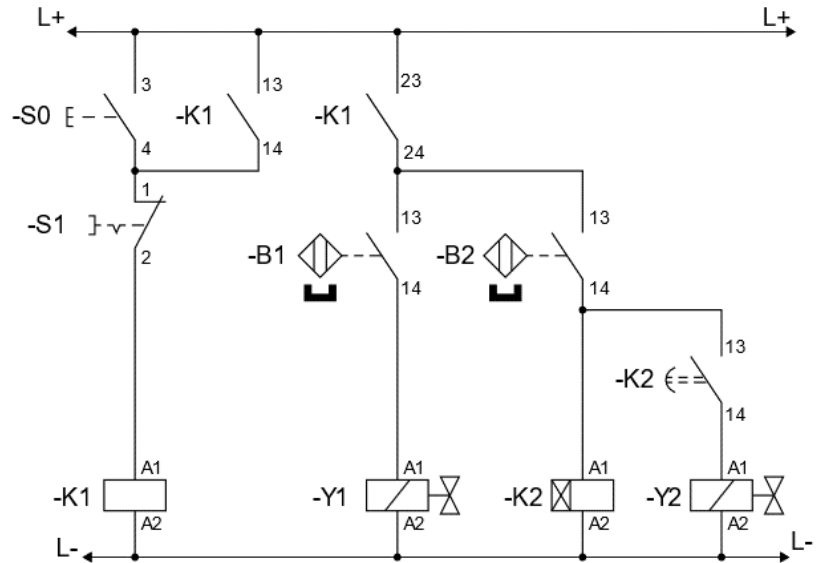 L+ L+
3 13 23
-S0 -K1 -K1
4 14 24
1
-S1
2
13 13
-B1 -B2
14 14
13
-K2
14
A1 A1 A1 A1
-K1 -Y1 -K2 -Y2
A2 A2 A2 A2
L- L-